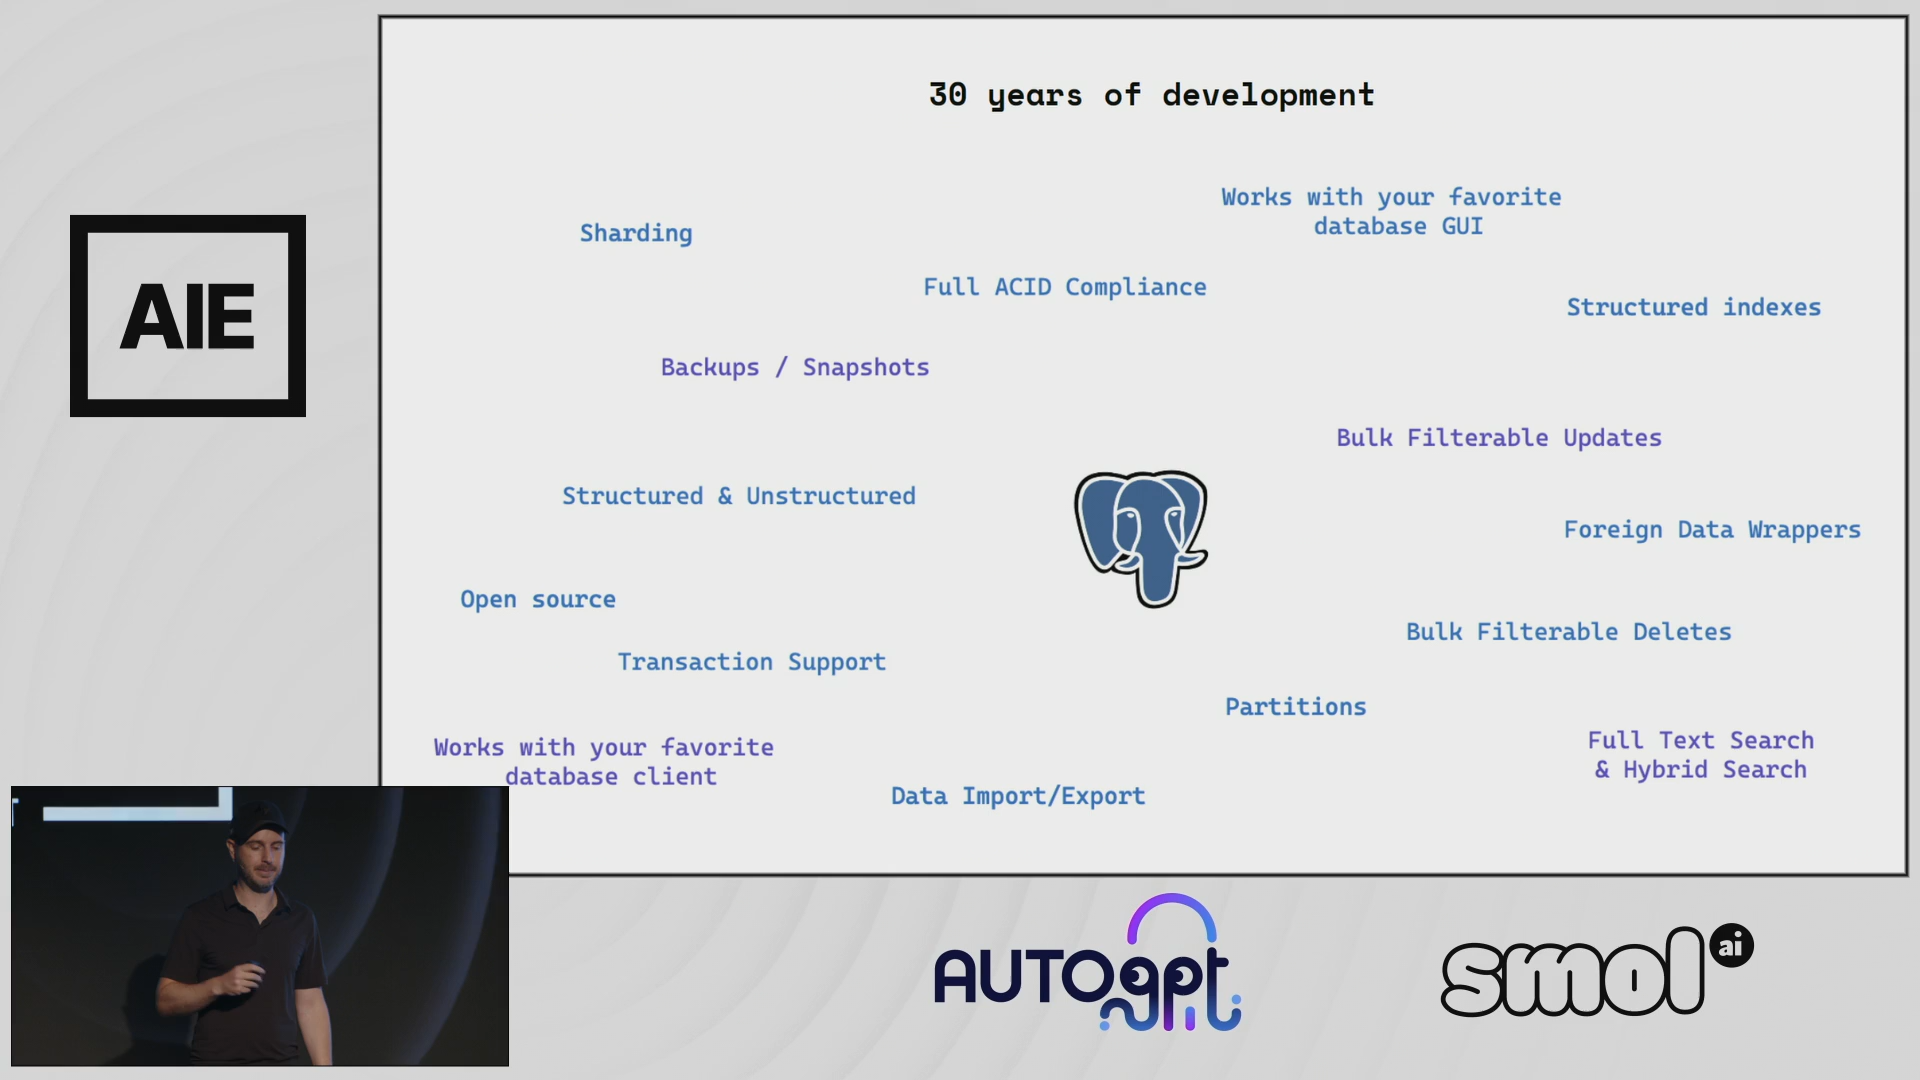 30 years of development
Works with your favorite
database GUI
Sharding
Full ACID Compliance
Structured indexes
Backups / Snapshots
Bulk Filterable Updates
Structured & Unstructured
Foreign Data Wrappers
Open source
Bulk Filterable Deletes
Transaction Support
Partitions
Full Text Search
& Hybrid Search
Works with your favorite
database client
Data Import/Export
AIE
AUTOgpt
smol ai